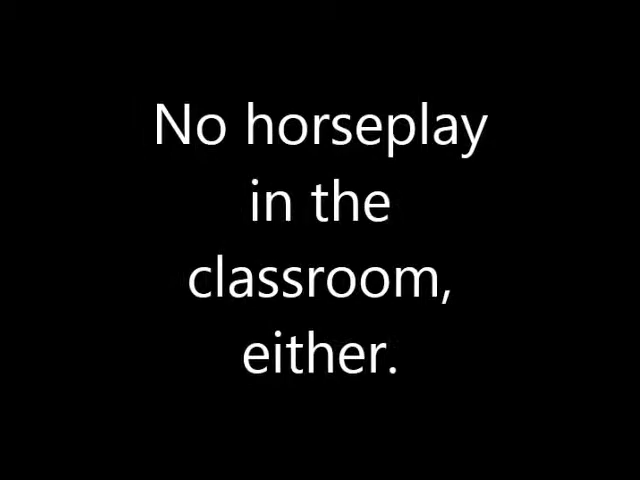 No horseplay
in the
classroom,
either.